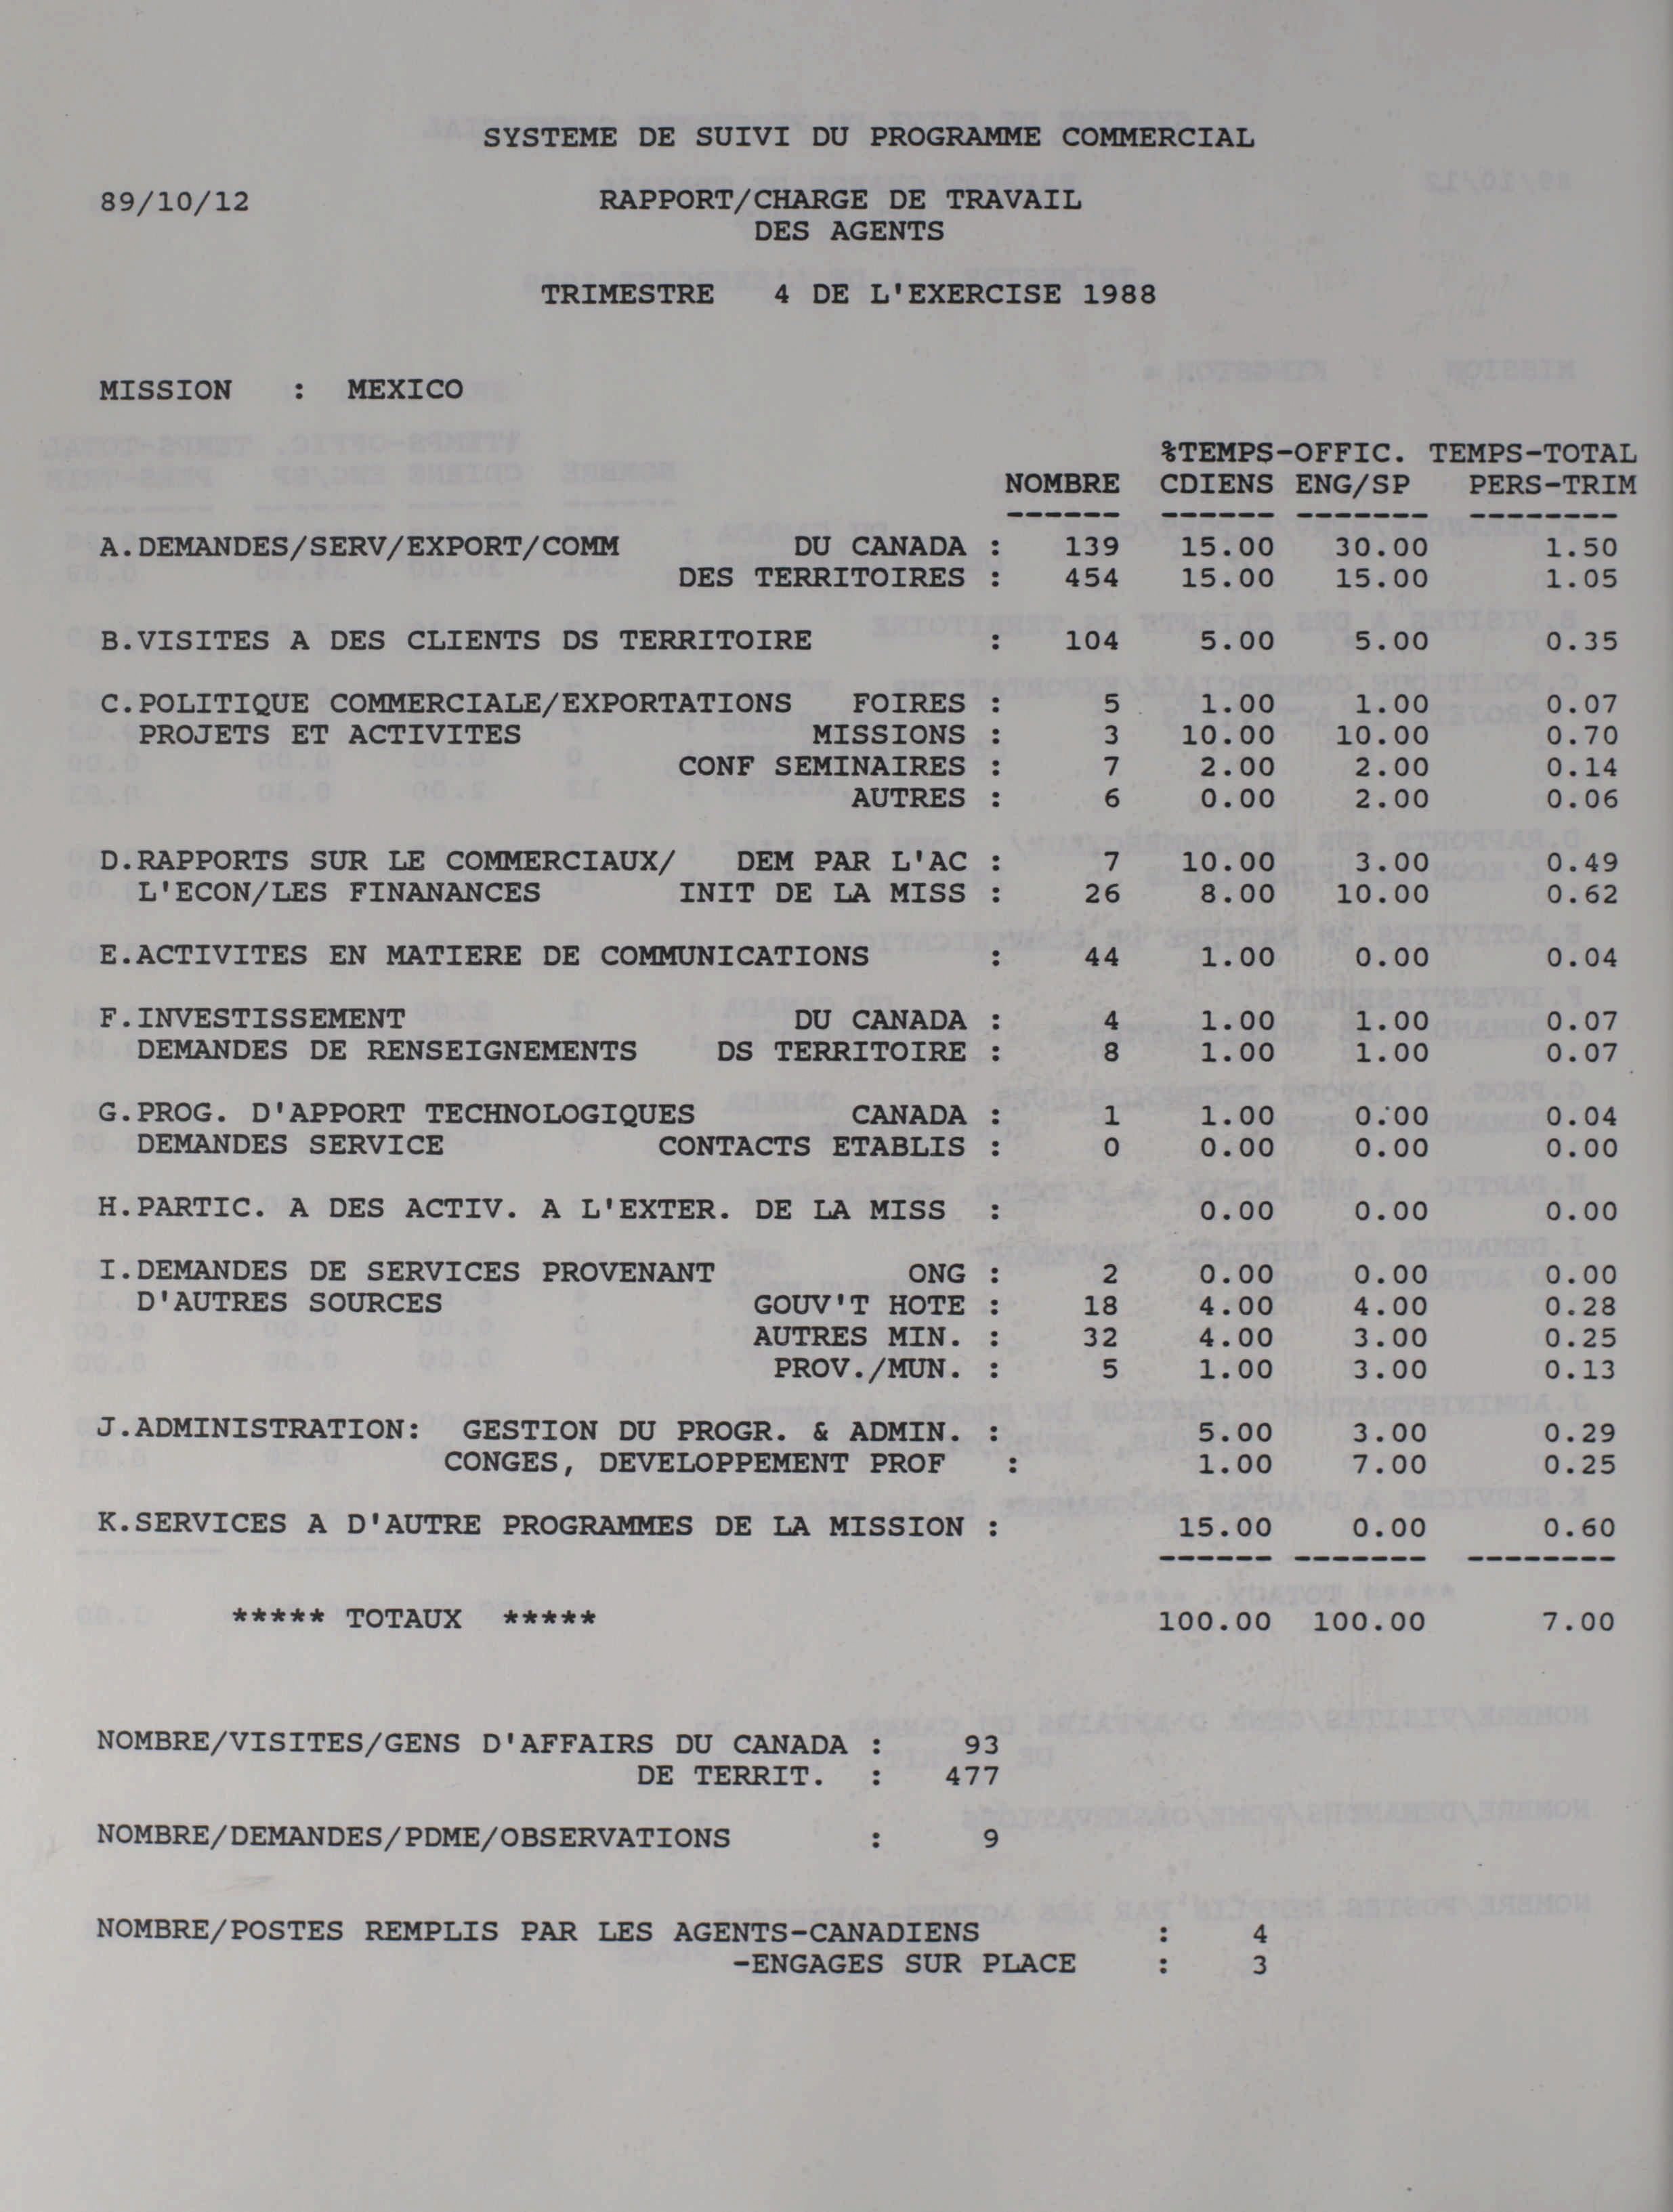 SYSTEME DE SUIVI DU PROGRAMME COMMERCIAL
89/10/12 RAPPORT/CHARGE DE TRAVAIL
DES AGENTS
TRIMESTRE 4 DE L'EXERCISE 1988
MISSION : MEXICO
%TEMPS-OFFIC. TEMPS-TOTAL
NOMBRE CDIENS ENG/SP PERS-TRIM
------ ------ ------- --------
A.DEMANDES/SERV/EXPORT/COMM DU CANADA : 139 15.00 30.00 1.50
DES TERRITOIRES : 454 15.00 15.00 1.05
B.VISITES A DES CLIENTS DS TERRITOIRE : 104 5.00 5.00 0.35
C.POLITIQUE COMMERCIALE/EXPORTATIONS FOIRES : 5 1.00 1.00 0.07
PROJETS ET ACTIVITES MISSIONS : 3 10.00 10.00 0.70
CONF SEMINAIRES : 7 2.00 2.00 0.14
AUTRES : 6 0.00 2.00 0.06
D.RAPPORTS SUR LE COMMERCIAUX/ DEM PAR L'AC : 7 10.00 3.00 0.49
L'ECON/LES FINANANCES INIT DE LA MISS : 26 8.00 10.00 0.62
E.ACTIVITES EN MATIERE DE COMMUNICATIONS : 44 1.00 0.00 0.04
F.INVESTISSEMENT DU CANADA : 4 1.00 1.00 0.07
DEMANDES DE RENSEIGNEMENTS DS TERRITOIRE : 8 1.00 1.00 0.07
G.PROG. D'APPORT TECHNOLOGIQUES CANADA : 1 1.00 0.00 0.04
DEMANDES SERVICE CONTACTS ETABLIS : 0 0.00 0.00 0.00
H.PARTIC. A DES ACTIV. A L'EXTER. DE LA MISS : 0.00 0.00 0.00
I.DEMANDES DE SERVICES PROVENANT ONG : 2 0.00 0.00 0.00
D'AUTRES SOURCES GOUV'T HOTE : 18 4.00 4.00 0.28
AUTRES MIN. : 32 4.00 3.00 0.25
PROV./MUN. : 5 1.00 3.00 0.13
J.ADMINISTRATION: GESTION DU PROGR. & ADMIN. : 5.00 3.00 0.29
CONGES, DEVELOPPEMENT PROF : 1.00 7.00 0.25
K.SERVICES A D'AUTRE PROGRAMMES DE LA MISSION : 15.00 0.00 0.60
------ ------- --------
***** TOTAUX ***** 100.00 100.00 7.00
NOMBRE/VISITES/GENS D'AFFAIRS DU CANADA : 93
DE TERRIT. : 477
NOMBRE/DEMANDES/PDME/OBSERVATIONS : 9
NOMBRE/POSTES REMPLIS PAR LES AGENTS-CANADIENS : 4
-ENGAGES SUR PLACE : 3